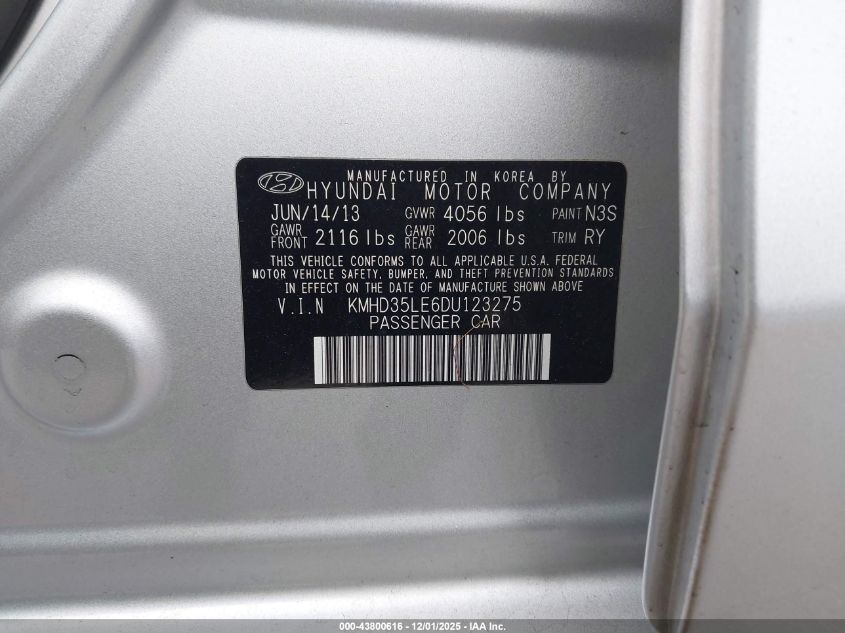 MANUFACTURED IN KOREA BY
HYUNDAI MOTOR COMPANY
JUN/14/13 GVWR 4056 lbs PAINT N3S
GAWR FRONT 2116 lbs GAWR REAR 2006 lbs TRIM RY
THIS VEHICLE CONFORMS TO ALL APPLICABLE U.S.A. FEDERAL
MOTOR VEHICLE SAFETY, BUMPER, AND THEFT PREVENTION STANDARDS
IN EFFECT ON THE DATE OF MANUFACTURE SHOWN ABOVE
V.I.N KMHD35LE6DU123275
PASSENGER CAR
000-43800616 - 12/01/2025 - IAAI.COM